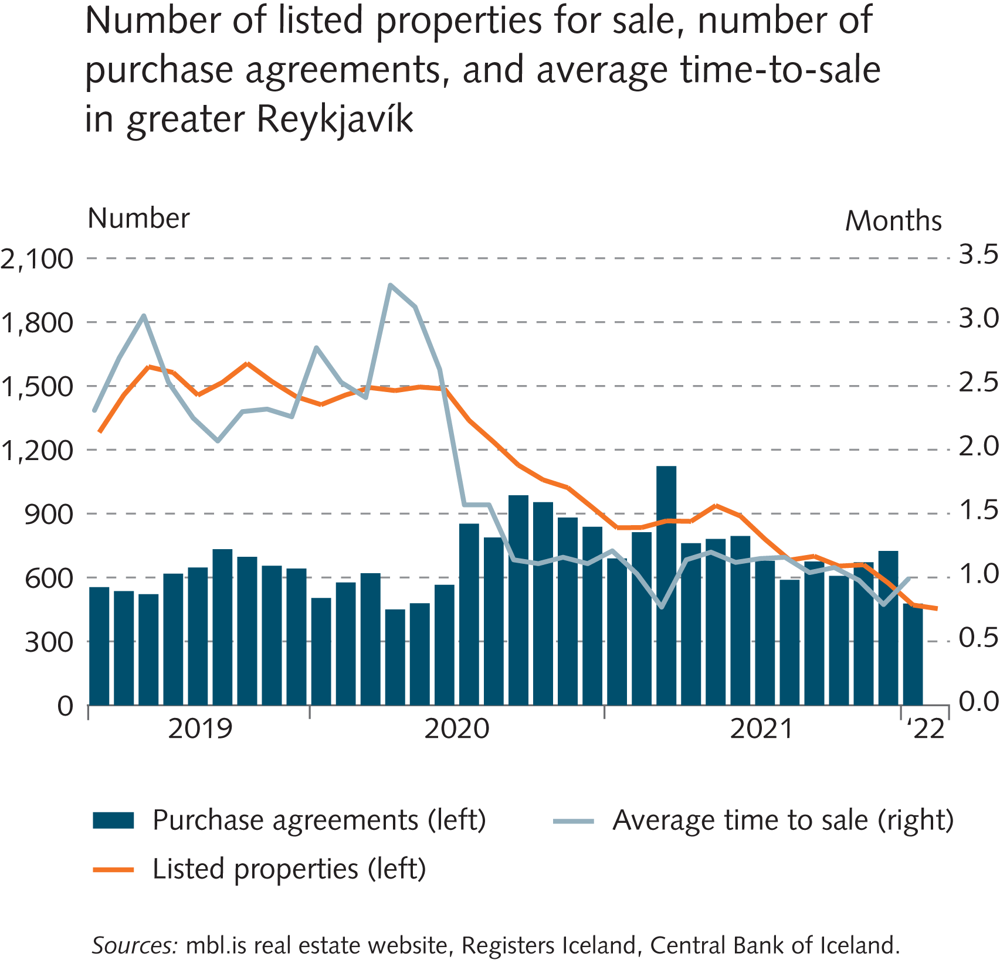 Number of listed properties for sale, number of
purchase agreements, and average time-to-sale
in greater Reykjavík
Number
Months
2,100
3.5
1,800
3.0
1,500
2.5
1,200
2.0
900
1.5
600
1.0
300
0.5
0
0.0
2019
2020
2021
‘22
Purchase agreements (left)
Average time to sale (right)
Listed properties (left)
Sources: mbl.is real estate website, Registers Iceland, Central Bank of Iceland.